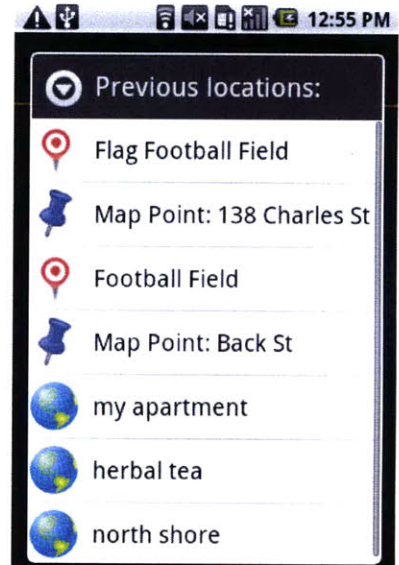 12:55 PM
Previous locations:
Flag Football Field
Map Point: 138 Charles St
Football Field
Map Point: Back St
my apartment
herbal tea
north shore